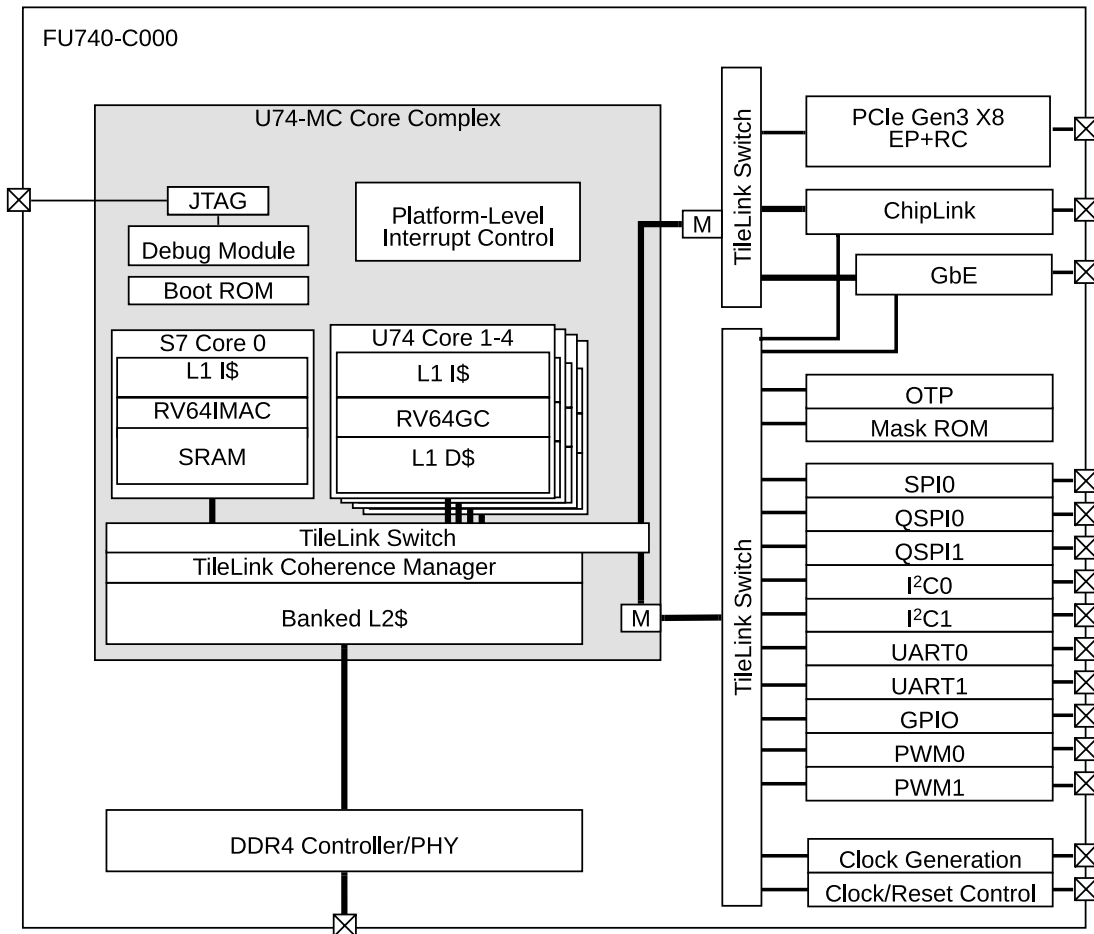 FU740-C000
U74-MC Core Complex
JTAG
Debug Module
Boot ROM
Platform-Level
Interrupt Control
S7 Core 0
L1 I$
RV64IMAC
SRAM
U74 Core 1-4
L1 I$
RV64GC
L1 D$
TileLink Switch
TileLink Coherence Manager
Banked L2$
M
M
DDR4 Controller/PHY
TileLink Switch
PCIe Gen3 X8
EP+RC
ChipLink
GbE
TileLink Switch
OTP
Mask ROM
SPI0
QSPI0
QSPI1
I²C0
I²C1
UART0
UART1
GPIO
PWM0
PWM1
Clock Generation
Clock/Reset Control